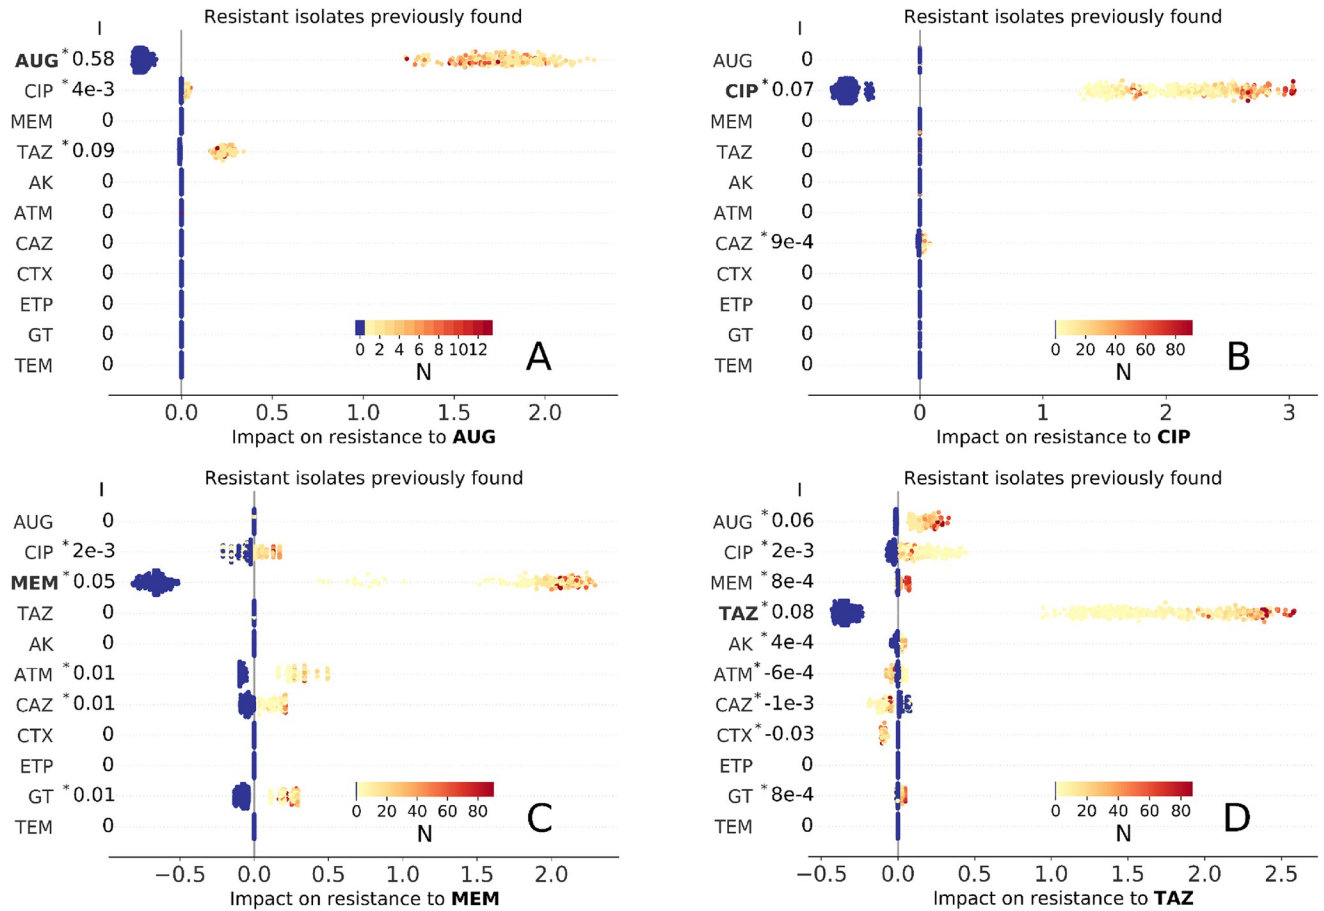 Resistant isolates previously found
I
AUG * 0.58
CIP * 4e-3
MEM 0
TAZ * 0.09
AK 0
ATM 0
CAZ 0
CTX 0
ETP 0
GT 0
TEM 0
0 2 4 6 8 1012
N
A
0.0 0.5 1.0 1.5 2.0
Impact on resistance to AUG
Resistant isolates previously found
I
AUG 0
CIP * 0.07
MEM 0
TAZ 0
AK 0
ATM 0
CAZ * 9e-4
CTX 0
ETP 0
GT 0
TEM 0
0 20 40 60 80
N
B
0 1 2 3
Impact on resistance to CIP
Resistant isolates previously found
I
AUG 0
CIP * 2e-3
MEM * 0.05
TAZ 0
AK 0
ATM * 0.01
CAZ * 0.01
CTX 0
ETP 0
GT * 0.01
TEM 0
0 20 40 60 80
N
C
−0.5 0.0 0.5 1.0 1.5 2.0
Impact on resistance to MEM
Resistant isolates previously found
I
AUG * 0.06
CIP * 2e-3
MEM * 8e-4
TAZ * 0.08
AK * 4e-4
ATM * -6e-4
CAZ * -1e-3
CTX * -0.03
ETP 0
GT * 8e-4
TEM 0
0 20 40 60 80
N
D
−0.5 0.0 0.5 1.0 1.5 2.0 2.5
Impact on resistance to TAZ